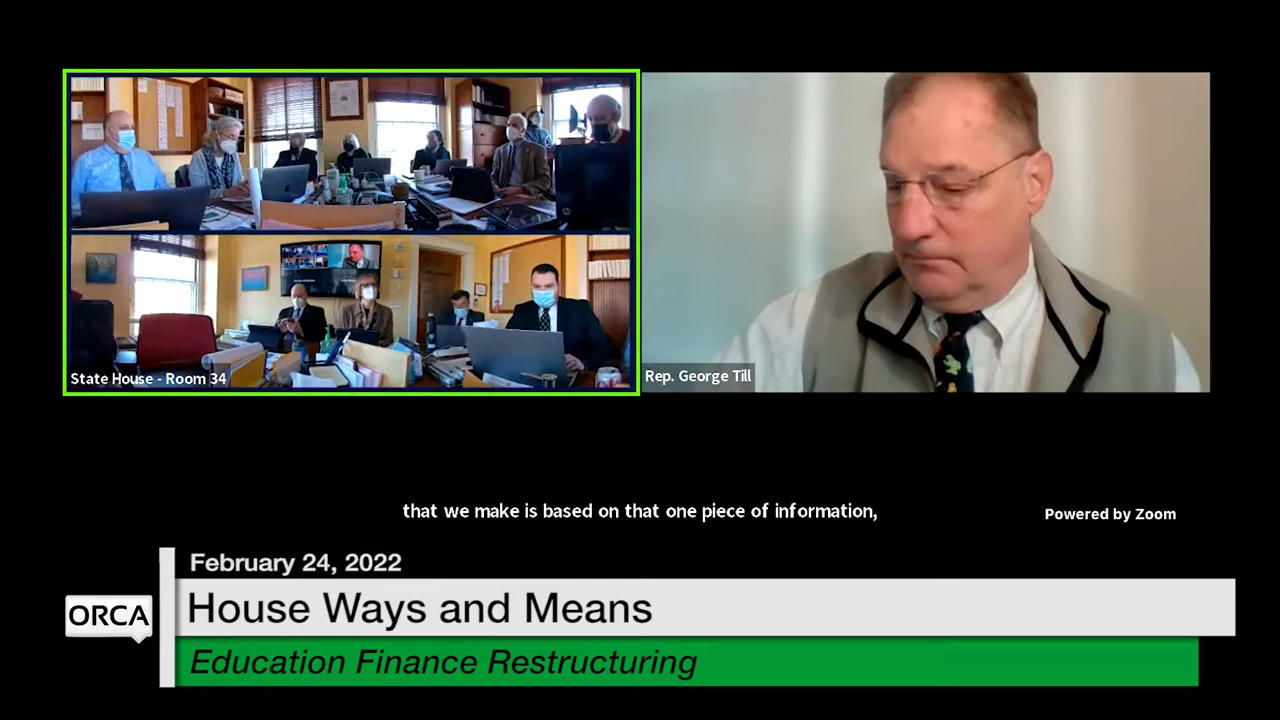 State House - Room 34
Rep. George Till
that we make is based on that one piece of information,
Powered by Zoom
February 24, 2022
ORCA
House Ways and Means
Education Finance Restructuring